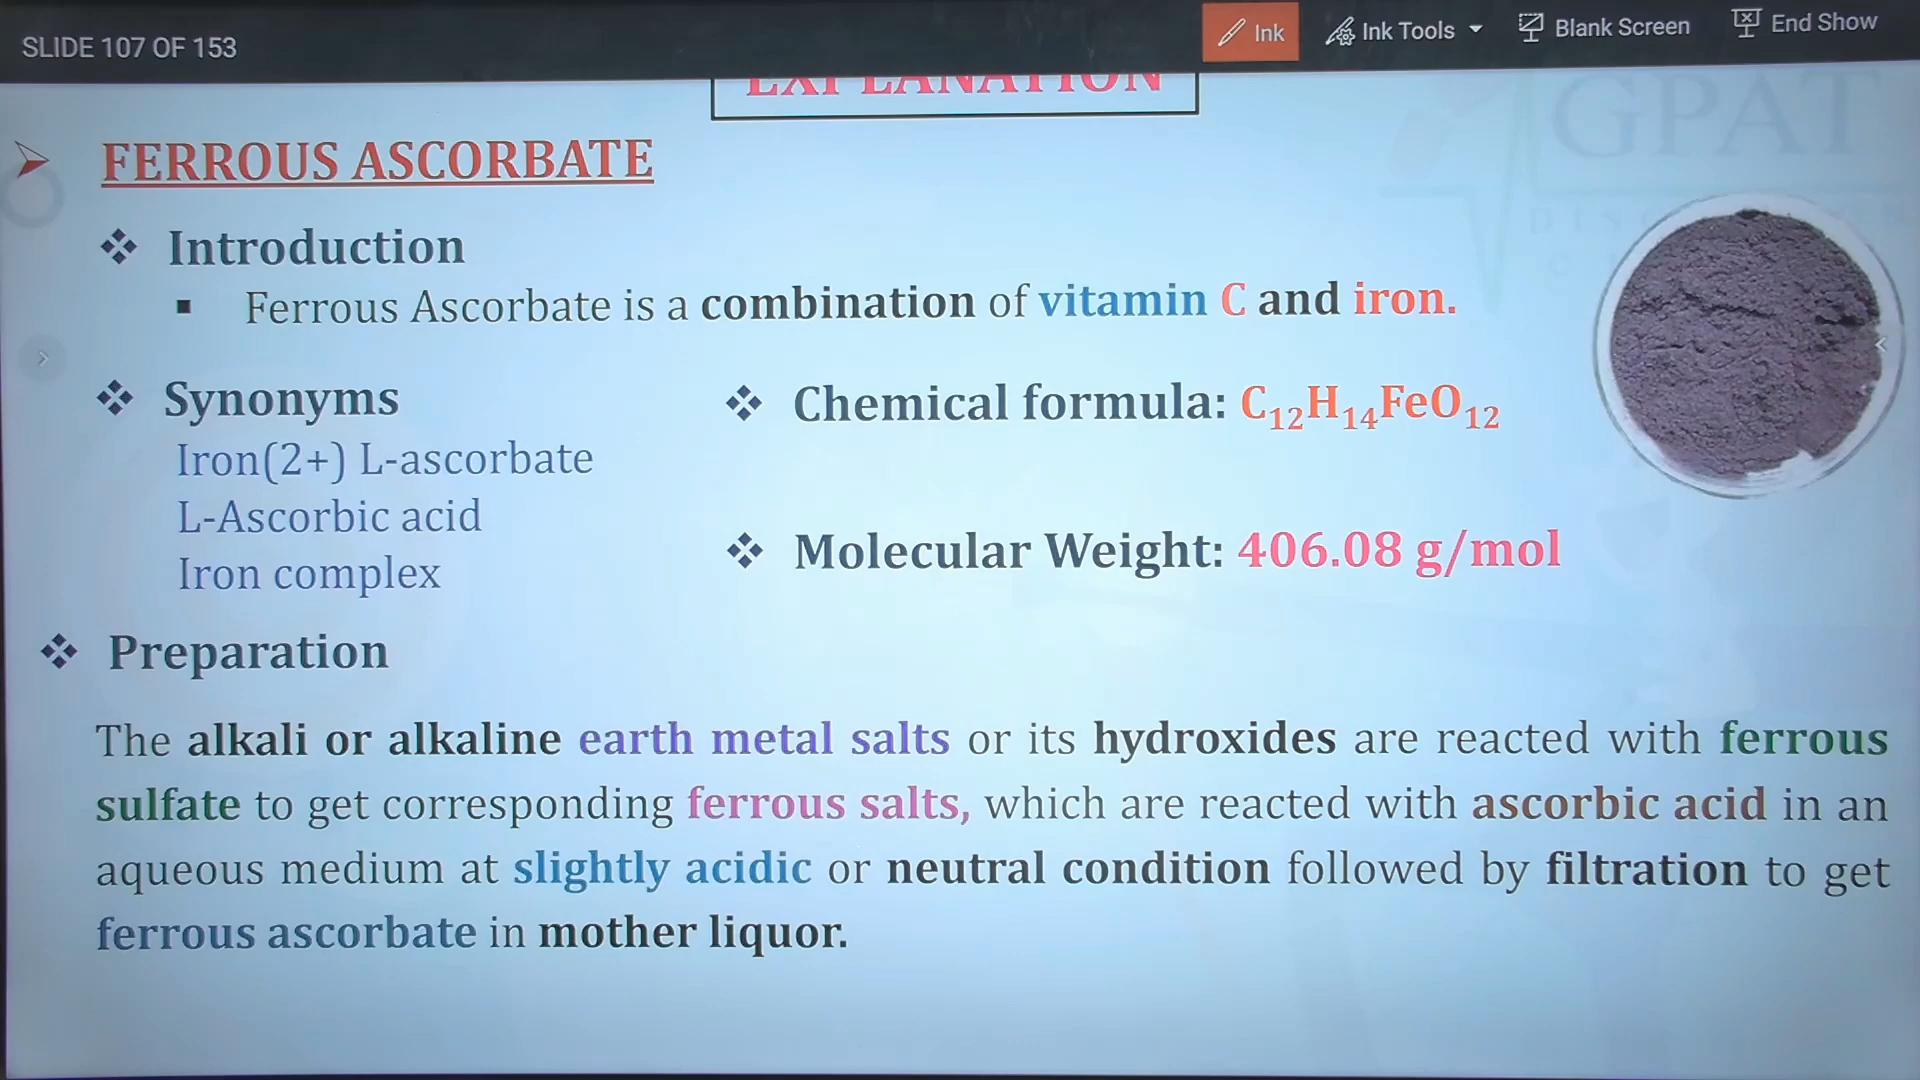 SLIDE 107 OF 153
Ink
Ink Tools
Blank Screen
End Show
EXPLANATION
GPAT
FERROUS ASCORBATE
Introduction
Ferrous Ascorbate is a combination of vitamin C and iron.
Synonyms
Chemical formula: C₁₂H₁₄FeO₁₂
Iron(2+) L-ascorbate
L-Ascorbic acid
Iron complex
Molecular Weight: 406.08 g/mol
Preparation
The alkali or alkaline earth metal salts or its hydroxides are reacted with ferrous
sulfate to get corresponding ferrous salts, which are reacted with ascorbic acid in an
aqueous medium at slightly acidic or neutral condition followed by filtration to get
ferrous ascorbate in mother liquor.